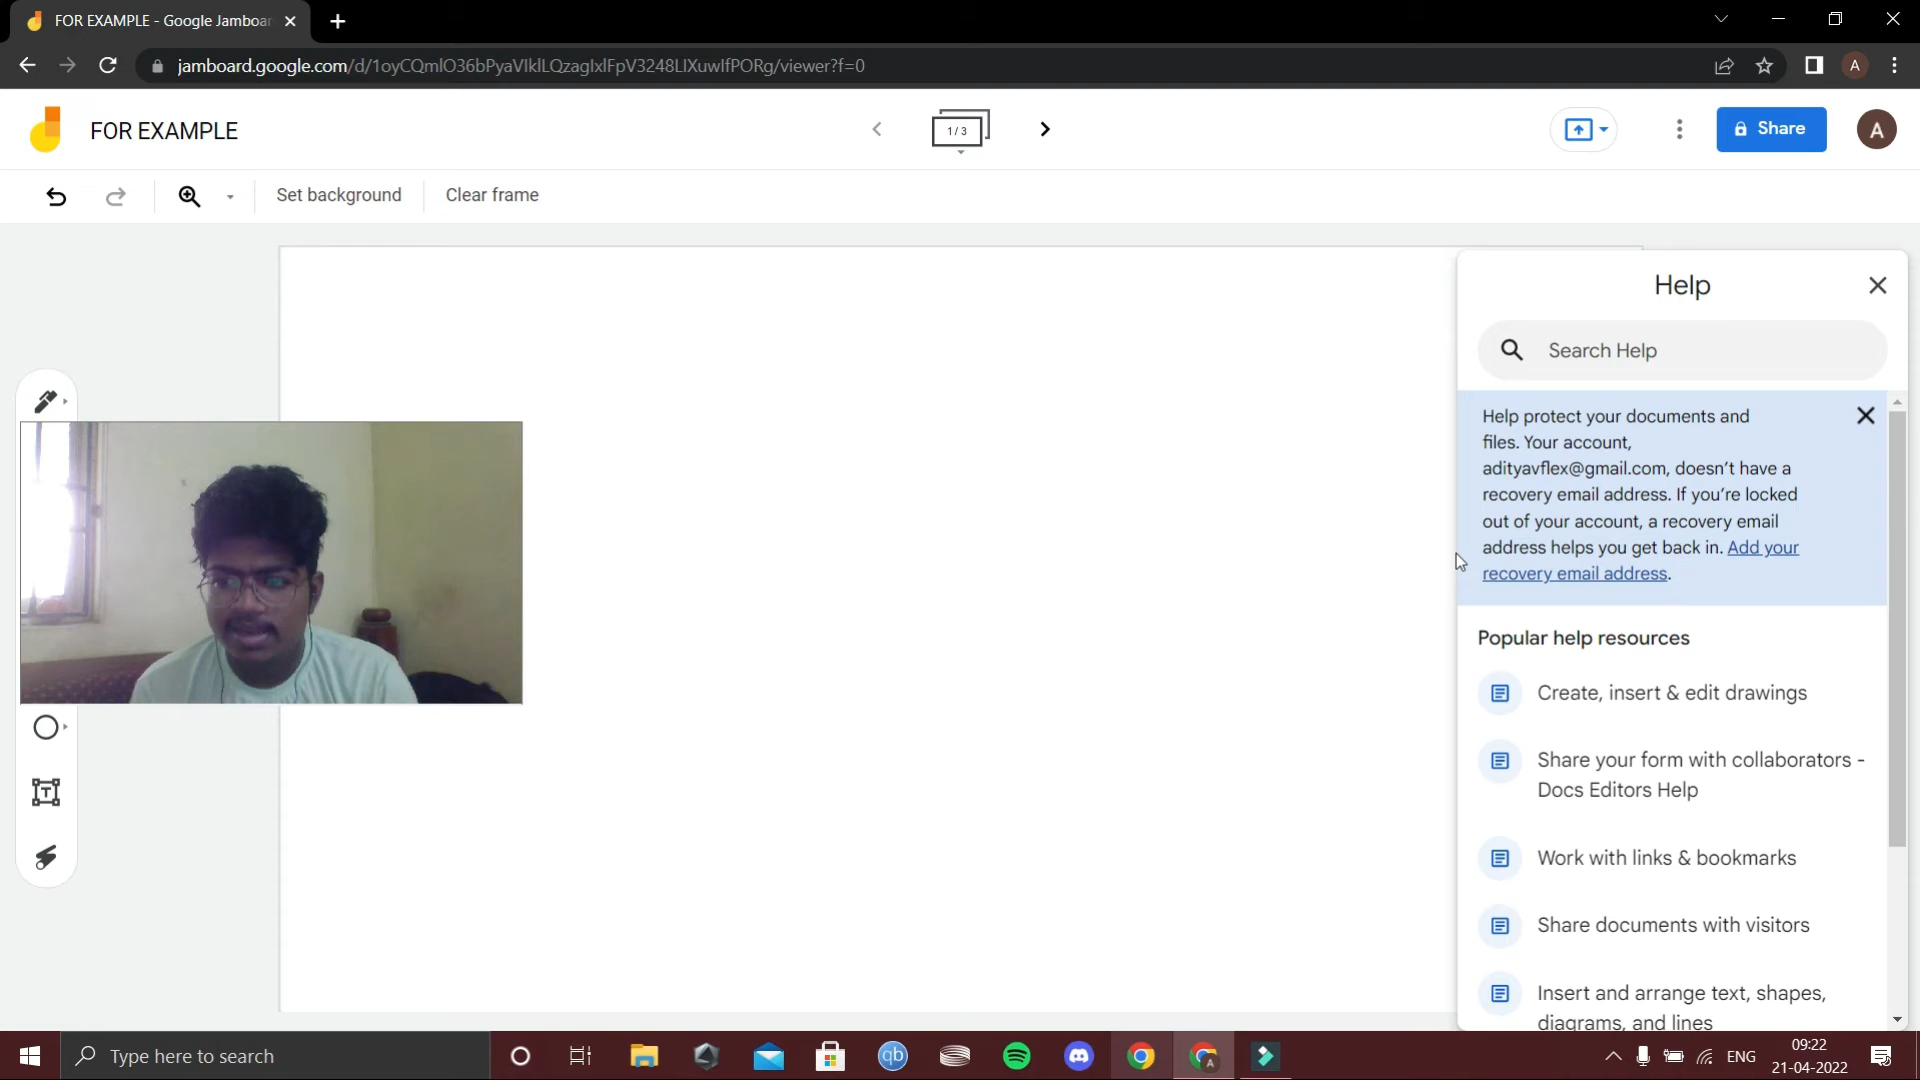 FOR EXAMPLE - Google Jamboar
jamboard.google.com/d/1oyCQmlO36bPyaVIklLQzaglxlFpV3248LlXuwIfPORg/viewer?f=0
FOR EXAMPLE
1 / 3
Share
A
A
Set background
Clear frame
Help
Search Help
Help protect your documents and
files. Your account,
adityavflex@gmail.com, doesn't have a
recovery email address. If you're locked
out of your account, a recovery email
address helps you get back in. Add your
recovery email address.
Popular help resources
Create, insert & edit drawings
Share your form with collaborators -
Docs Editors Help
Work with links & bookmarks
Share documents with visitors
Insert and arrange text, shapes,
diagrams, and lines
T
Type here to search
qb
A
ENG
09:22
21-04-2022